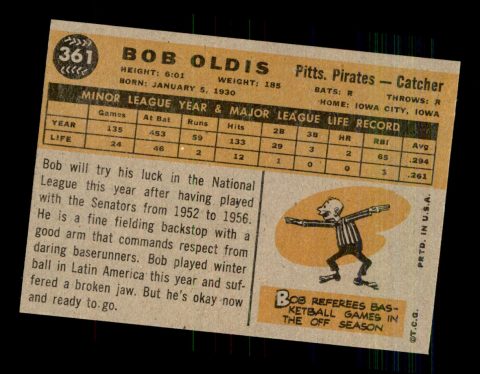 361
BOB OLDIS
Pitts. Pirates — Catcher
HEIGHT: 6:01 WEIGHT: 185 BATS: R THROWS: R
BORN: JANUARY 5, 1930 HOME: IOWA CITY, IOWA
MINOR LEAGUE YEAR & MAJOR LEAGUE LIFE RECORD
Games At Bat Runs Hits 2B 3B HR RBI Avg.
YEAR 135 453 59 133 29 3 2 65 .294
LIFE 24 46 2 12 1 0 0 3 .261
Bob will try his luck in the National
League this year after having played
with the Senators from 1952 to 1956.
He is a fine fielding backstop with a
good arm that commands respect from
daring baserunners. Bob played winter
ball in Latin America this year and suf-
fered a broken jaw. But he's okay now
and ready to go.
BOB REFEREES BAS-
KETBALL GAMES IN
THE OFF SEASON
©T.C.G. PRTD. IN U.S.A.